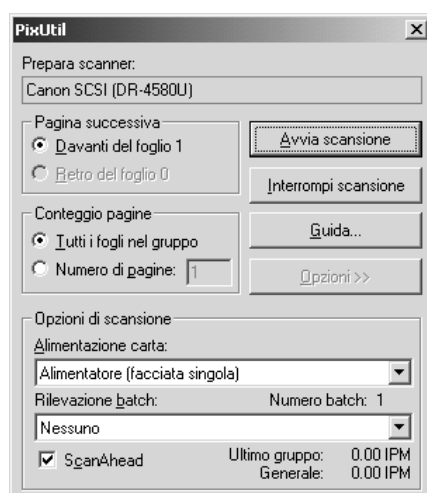 PixUtil
Prepara scanner:
Canon SCSI (DR-4580U)
Pagina successiva
Davanti del foglio 1
Retro del foglio 0
Avvia scansione
Interrompi scansione
Conteggio pagine
Tutti i fogli nel gruppo
Numero di pagine: 1
Guida...
Opzioni >>
Opzioni di scansione
Alimentazione carta:
Alimentatore (facciata singola)
Rilevazione batch: Numero batch: 1
Nessuno
ScanAhead
Ultimo gruppo: 0.00 IPM
Generale: 0.00 IPM